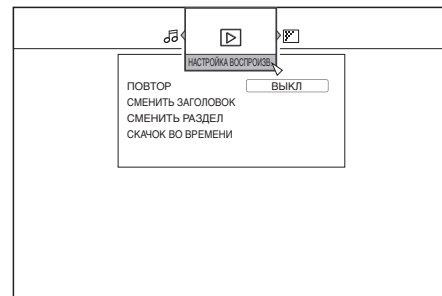 НАСТРОЙКА ВОСПРОИЗВ.
ПОВТОР ВЫКЛ
СМЕНИТЬ ЗАГОЛОВОК
СМЕНИТЬ РАЗДЕЛ
СКАЧОК ВО ВРЕМЕНИ